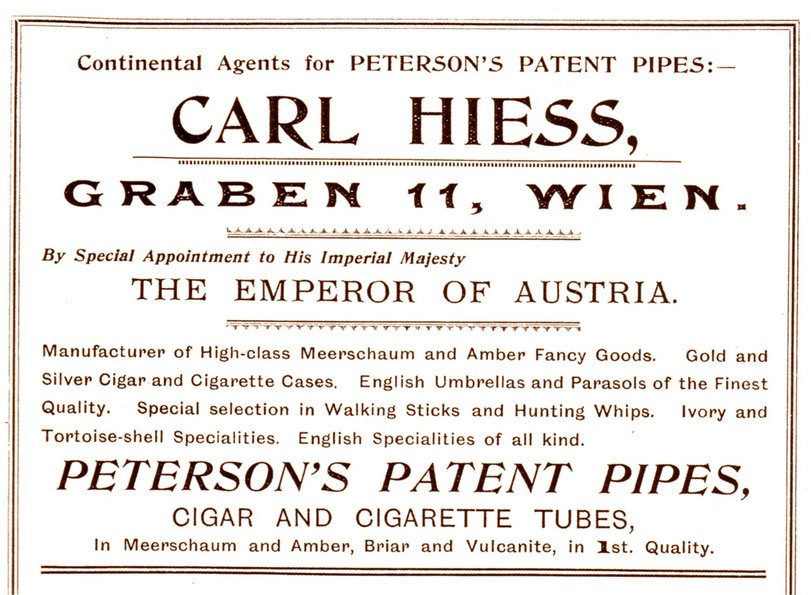 Continental Agents for PETERSON'S PATENT PIPES:—
CARL HIESS,
GRABEN 11, WIEN.
By Special Appointment to His Imperial Majesty
THE EMPEROR OF AUSTRIA.
Manufacturer of High-class Meerschaum and Amber Fancy Goods. Gold and
Silver Cigar and Cigarette Cases. English Umbrellas and Parasols of the Finest
Quality. Special selection in Walking Sticks and Hunting Whips. Ivory and
Tortoise-shell Specialities. English Specialities of all kind.
PETERSON'S PATENT PIPES,
CIGAR AND CIGARETTE TUBES,
In Meerschaum and Amber, Briar and Vulcanite, in 1st. Quality.